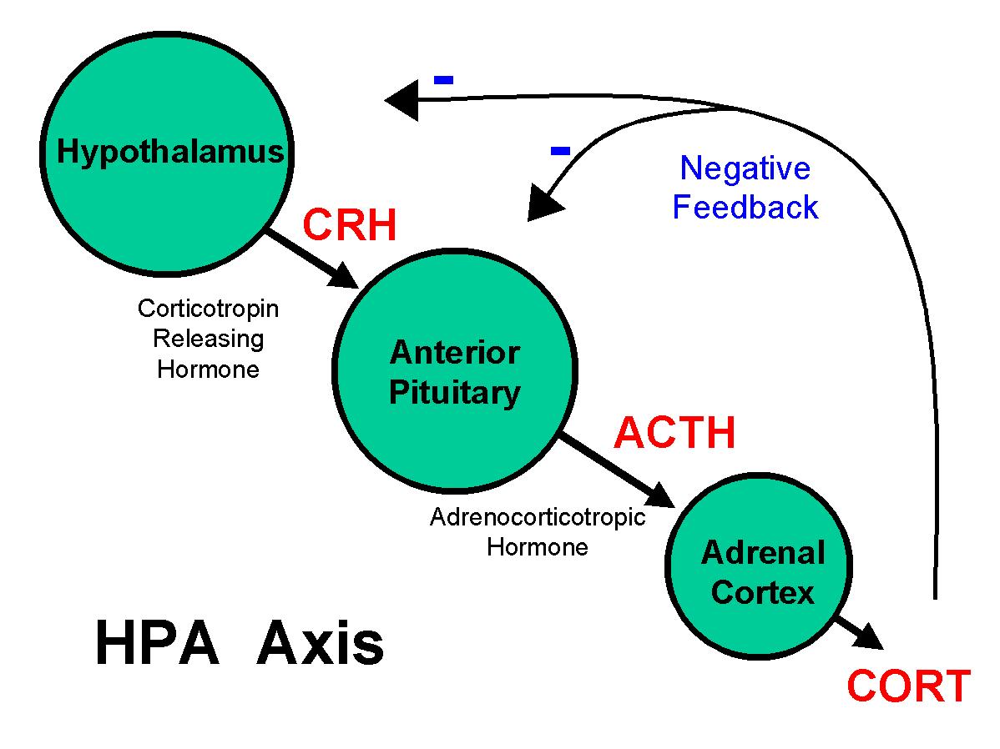 -
Hypothalamus
-
Negative
Feedback
CRH
Corticotropin
Releasing
Hormone
Anterior
Pituitary
ACTH
Adrenocorticotropic
Hormone
Adrenal
Cortex
HPA Axis
CORT